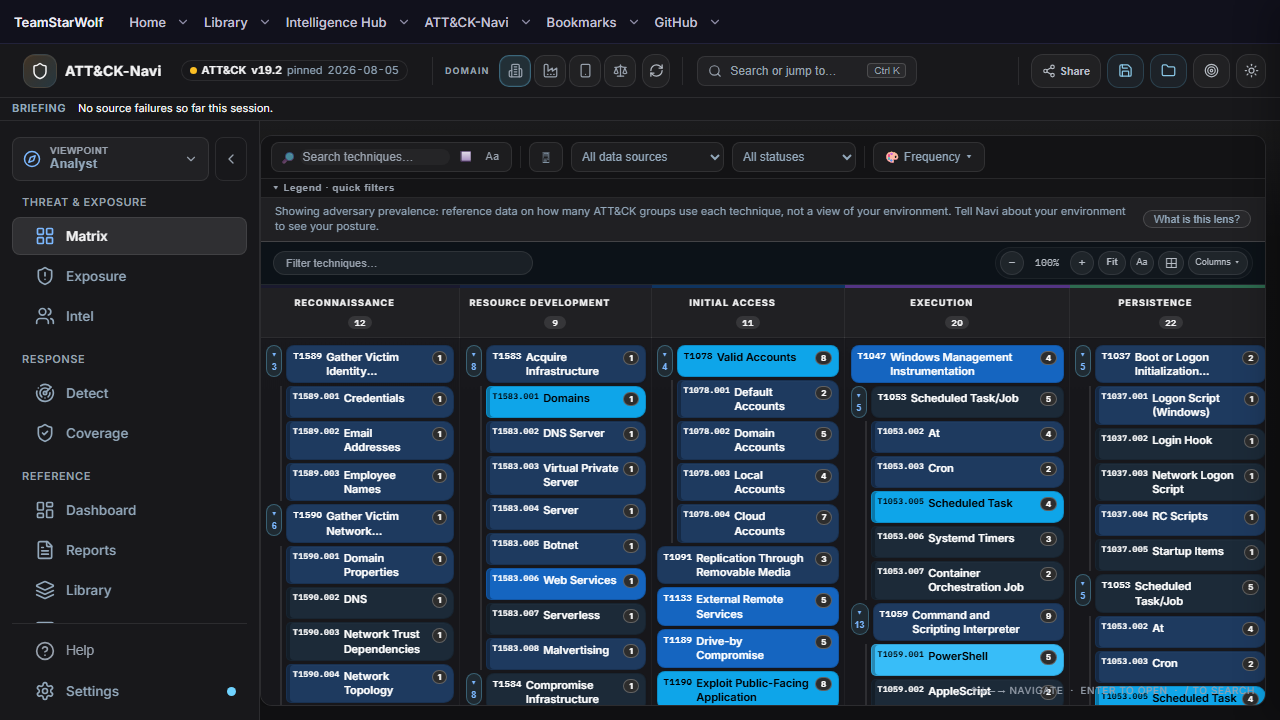 TeamStarWolf Home Library Intelligence Hub ATT&CK-Navi Bookmarks GitHub
ATT&CK-Navi ATT&CK v19.2 pinned 2026-08-05 DOMAIN Search or jump to... Ctrl K Share
BRIEFING No source failures so far this session.
VIEWPOINT
Analyst
THREAT & EXPOSURE
Matrix
Exposure
Intel
RESPONSE
Detect
Coverage
REFERENCE
Dashboard
Reports
Library
Help
Settings
Search techniques... Aa All data sources All statuses Frequency
Legend · quick filters
Showing adversary prevalence: reference data on how many ATT&CK groups use each technique, not a view of your environment. Tell Navi about your environment
to see your posture.
What is this lens?
Filter techniques... − 100% + Fit Aa Columns
RECONNAISSANCE
12
3
T1589 Gather Victim
Identity...
1
T1589.001 Credentials 1
T1589.002 Email
Addresses
1
T1589.003 Employee
Names
1
6
T1590 Gather Victim
Network...
1
T1590.001 Domain
Properties
1
T1590.002 DNS 1
T1590.003 Network Trust
Dependencies
1
T1590.004 Network
Topology
1
RESOURCE DEVELOPMENT
9
8
T1583 Acquire
Infrastructure
1
T1583.001 Domains 1
T1583.002 DNS Server 1
T1583.003 Virtual Private
Server
1
T1583.004 Server 1
T1583.005 Botnet 1
T1583.006 Web Services 1
T1583.007 Serverless 1
T1583.008 Malvertising 1
8
T1584 Compromise
Infrastructure
1
INITIAL ACCESS
11
4
T1078 Valid Accounts 8
T1078.001 Default
Accounts
2
T1078.002 Domain
Accounts
5
T1078.003 Local
Accounts
4
T1078.004 Cloud
Accounts
7
T1091 Replication Through
Removable Media
3
T1133 External Remote
Services
5
T1189 Drive-by
Compromise
5
T1190 Exploit Public-Facing
Application
8
EXECUTION
20
T1047 Windows Management
Instrumentation
4
5
T1053 Scheduled Task/Job 5
T1053.002 At 4
T1053.003 Cron 2
T1053.005 Scheduled Task 4
T1053.006 Systemd Timers 3
T1053.007 Container
Orchestration Job
2
13
T1059 Command and
Scripting Interpreter
9
T1059.001 PowerShell 5
T1059.002 AppleScript
PERSISTENCE
22
5
T1037 Boot or Logon
Initialization...
2
T1037.001 Logon Script
(Windows)
1
T1037.002 Login Hook 1
T1037.003 Network Logon
Script
1
T1037.004 RC Scripts 1
T1037.005 Startup Items 1
5
T1053 Scheduled
Task/Job
5
T1053.002 At 4
T1053.003 Cron 2
T1053.005 Scheduled Task 4
NAVIGATE · ENTER TO OPEN · / TO SEARCH